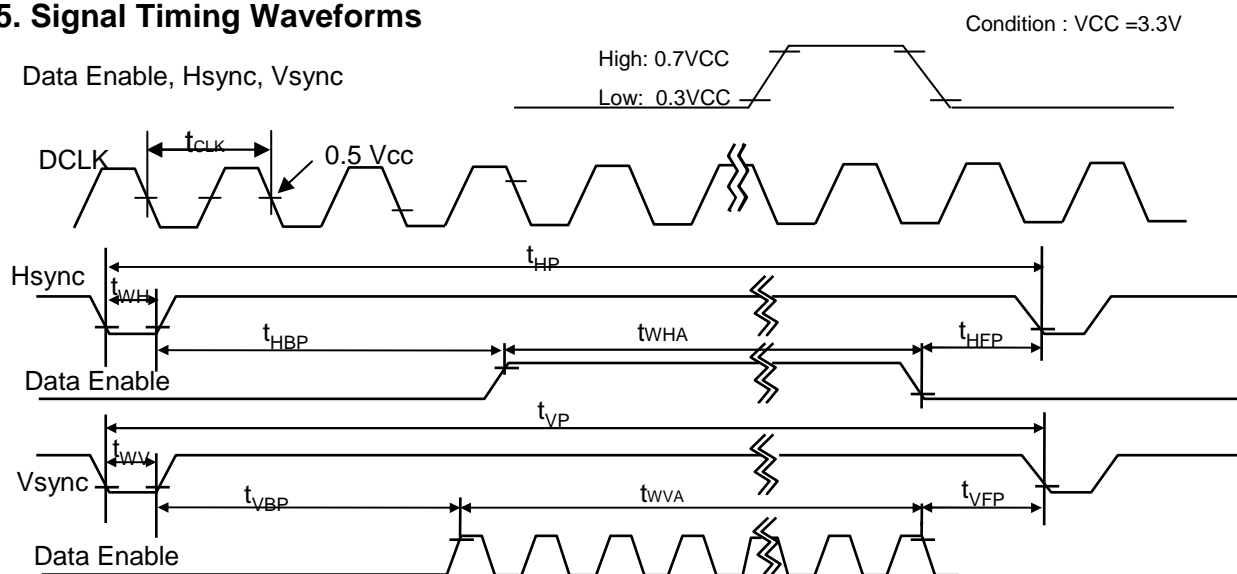 5. Signal Timing Waveforms
Condition : VCC =3.3V
Data Enable, Hsync, Vsync
High: 0.7VCC
Low: 0.3VCC
tCLK
DCLK
0.5 Vcc
tHP
Hsync
tWH
tHBP
tWHA
tHFP
Data Enable
tVP
tWV
Vsync
tVBP
tWVA
tVFP
Data Enable